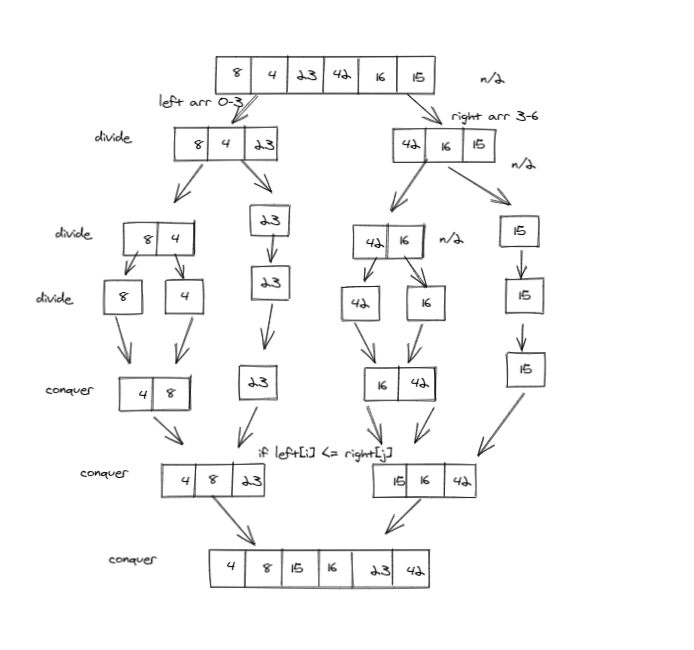 8 4 23 42 16 15 n/2
left arr 0-3
right arr 3-6
divide 8 4 23 42 16 15
n/2
divide 8 4 23 42 16 n/2 15
divide 8 4 23 42 16 15
conquer 4 8 23 16 42 15
if left[i] <= right[j]
conquer 4 8 23 15 16 42
conquer 4 8 15 16 23 42